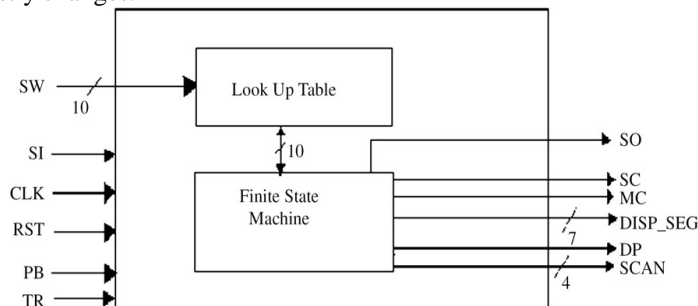 SW
10
Look Up Table
10
SI
CLK
RST
PB
TR
Finite State
Machine
SO
SC
MC
DISP_SEG
7
DP
SCAN
4